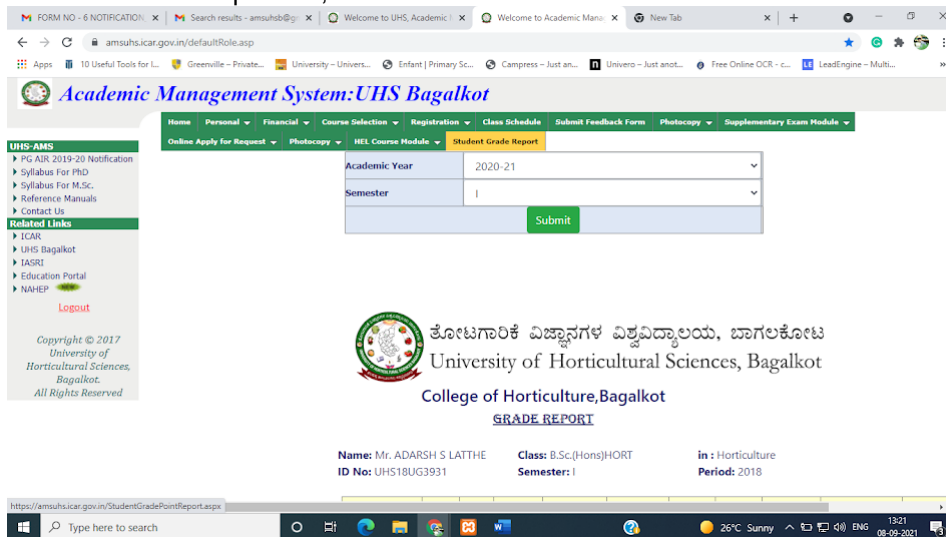 FORM NO - 6 NOTIFICATION,
Search results - amsuhsb@g
Welcome to UHS, Academic
Welcome to Academic Mana
New Tab
amsuhs.icar.gov.in/defaultRole.asp
Apps
10 Useful Tools for l...
Greenville – Private...
University – Univers...
Enfant | Primary Sc...
Campress – Just an...
Univero – Just anot...
Free Online OCR - c...
LeadEngine – Multi...
Academic Management System:UHS Bagalkot
Home Personal Financial Course Selection Registration Class Schedule Submit Feedback Form Photocopy Supplementary Exam Module
Online Apply for Request Photocopy HEL Course Module Student Grade Report
UHS-AMS
PG AIR 2019-20 Notification
Syllabus For PhD
Syllabus For M.Sc.
Reference Manuals
Contact Us
Related Links
ICAR
UHS Bagalkot
IASRI
Education Portal
NAHEP NEW
Logout
Copyright © 2017
University of
Horticultural Sciences,
Bagalkot.
All Rights Reserved
Academic Year 2020-21
Semester I
Submit
ತೋಟಗಾರಿಕೆ ವಿಜ್ಞಾನಗಳ ವಿಶ್ವವಿದ್ಯಾಲಯ, ಬಾಗಲಕೋಟ
University of Horticultural Sciences, Bagalkot
College of Horticulture,Bagalkot
GRADE REPORT
Name: Mr. ADARSH S LATTHE Class: B.Sc.(Hons)HORT in : Horticulture
ID No: UHS18UG3931 Semester: I Period: 2018
https://amsuhs.icar.gov.in/StudentGradePointReport.aspx
Type here to search
26°C Sunny
ENG
13:21
08-09-2021
3